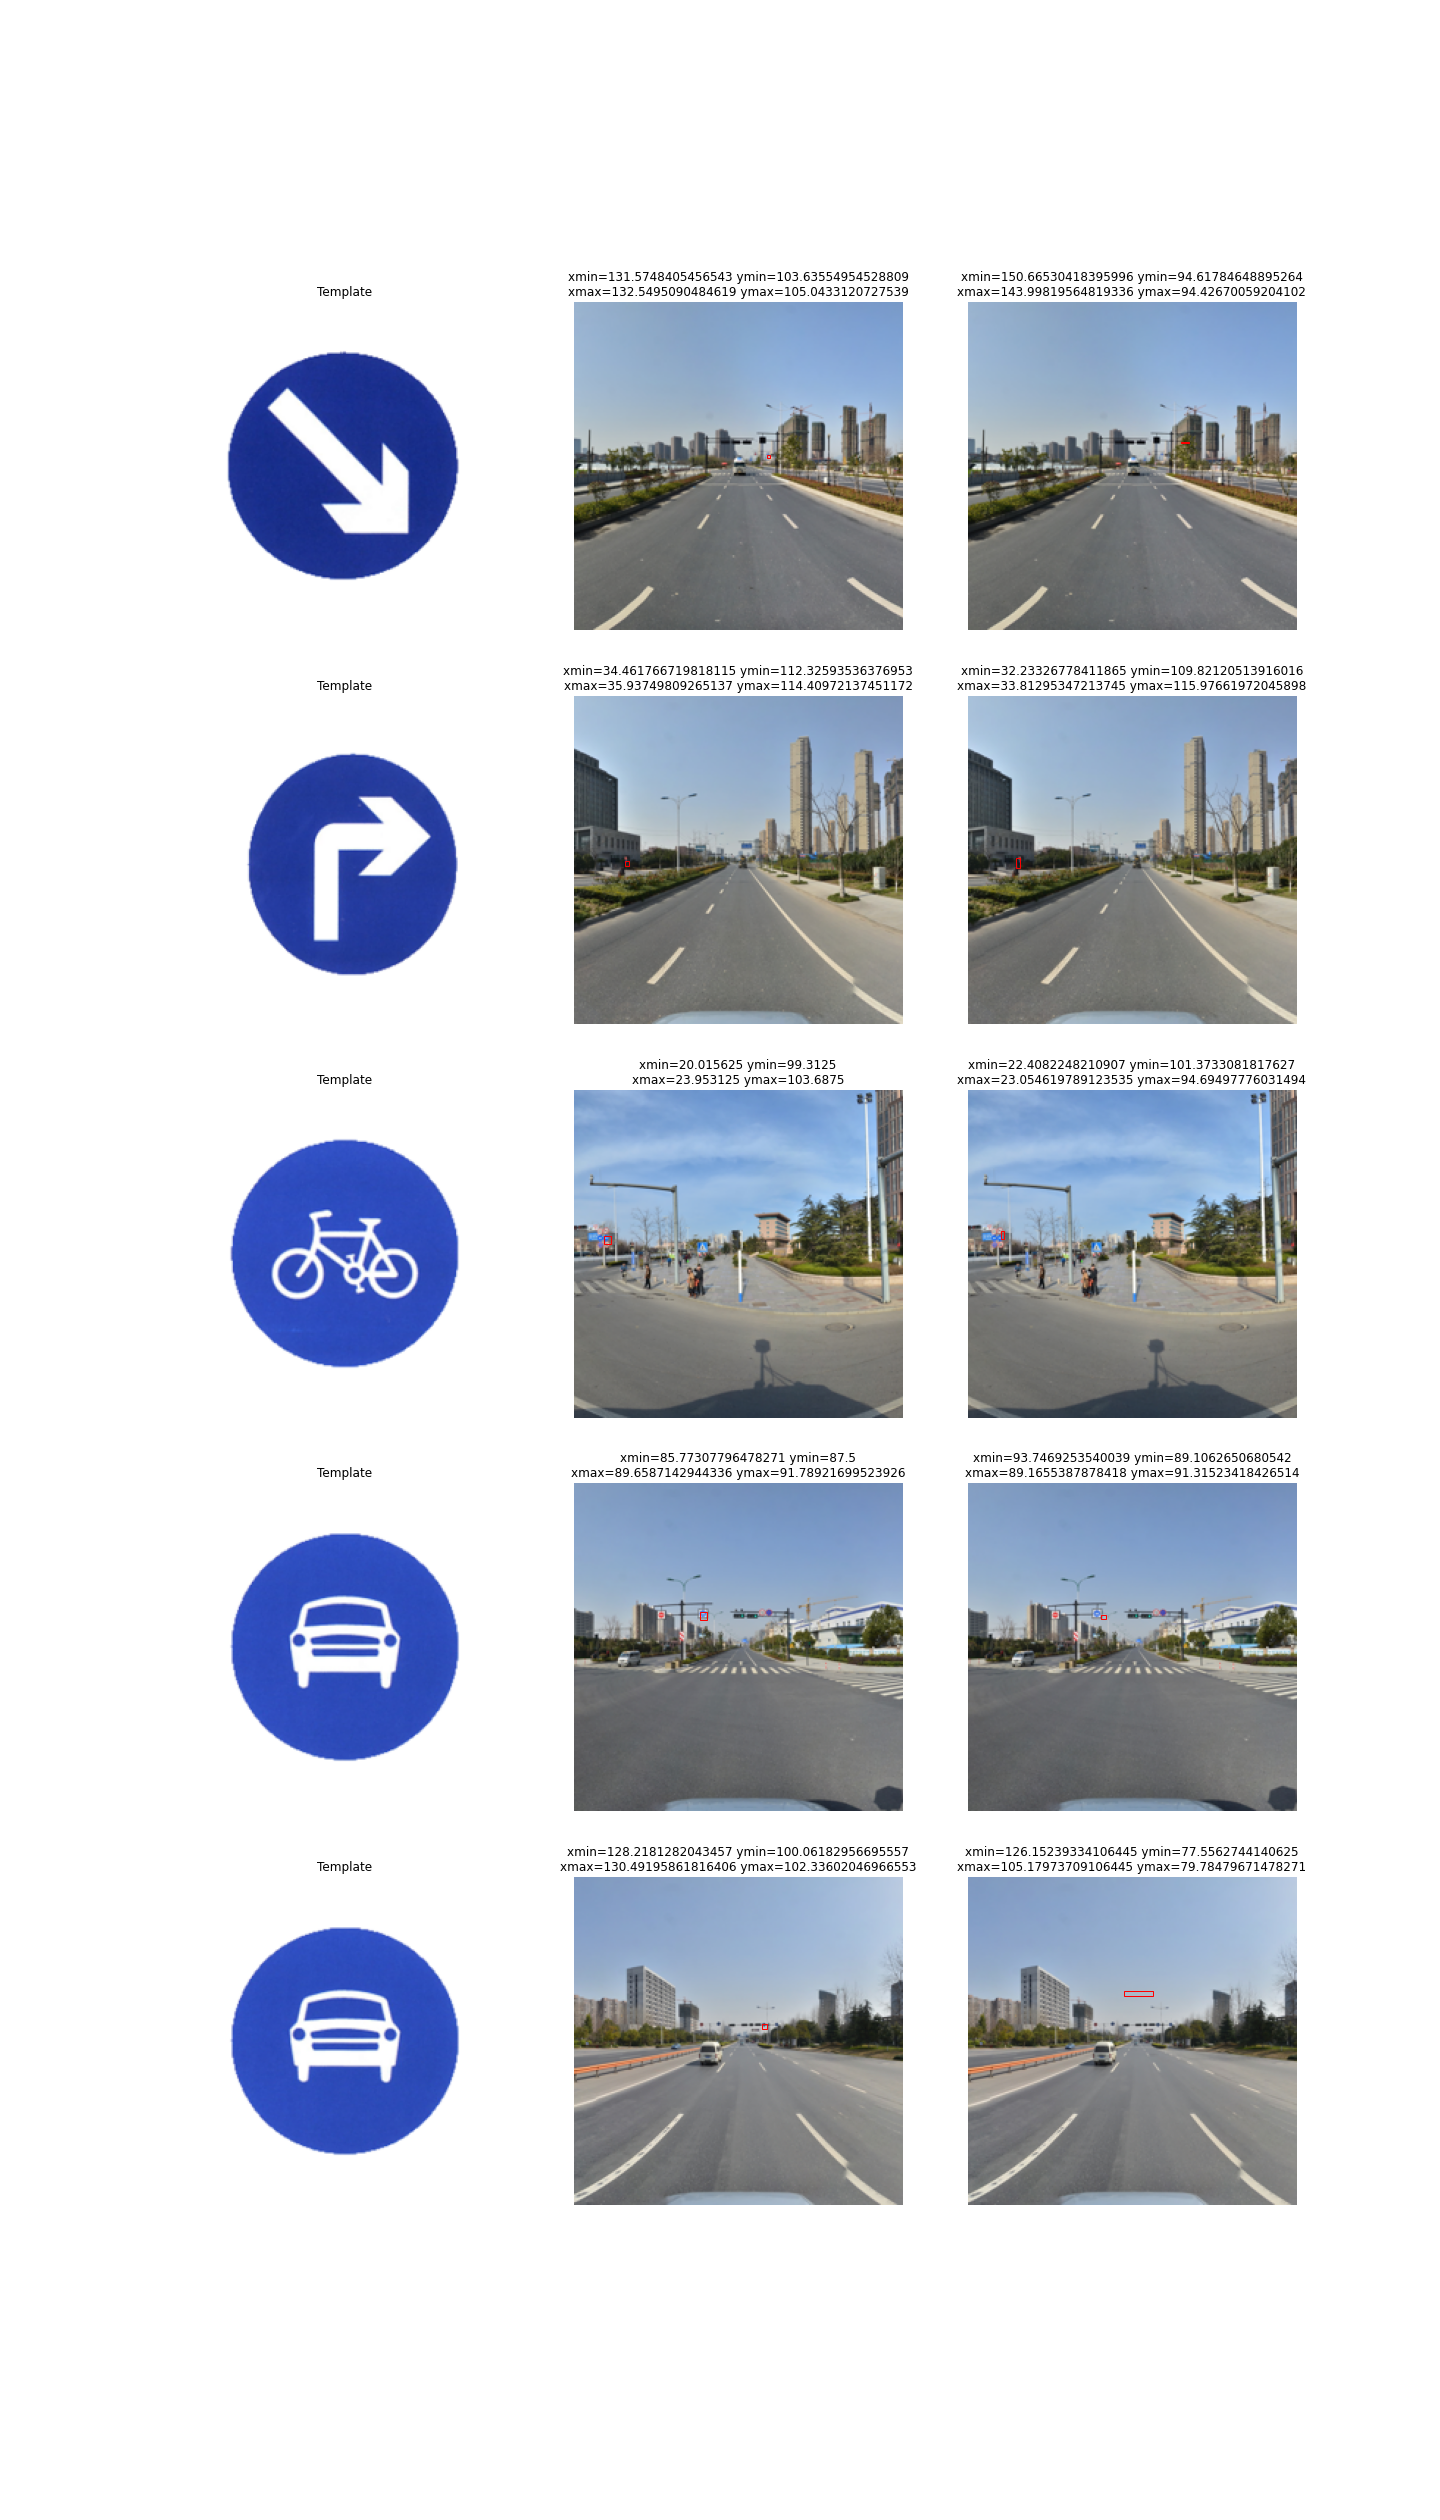 Template
xmin=131.5748405456543 ymin=103.63554954528809
xmax=132.5495090484619 ymax=105.0433120727539
xmin=150.66530418395996 ymin=94.61784648895264
xmax=143.99819564819336 ymax=94.42670059204102
Template
xmin=34.461766719818115 ymin=112.32593536376953
xmax=35.93749809265137 ymax=114.40972137451172
xmin=32.23326778411865 ymin=109.82120513916016
xmax=33.81295347213745 ymax=115.97661972045898
Template
xmin=20.015625 ymin=99.3125
xmax=23.953125 ymax=103.6875
xmin=22.4082248210907 ymin=101.3733081817627
xmax=23.054619789123535 ymax=94.69497776031494
Template
xmin=85.77307796478271 ymin=87.5
xmax=89.6587142944336 ymax=91.78921699523926
xmin=93.7469253540039 ymin=89.1062650680542
xmax=89.1655387878418 ymax=91.31523418426514
Template
xmin=128.2181282043457 ymin=100.06182956695557
xmax=130.49195861816406 ymax=102.33602046966553
xmin=126.15239334106445 ymin=77.5562744140625
xmax=105.17973709106445 ymax=79.78479671478271